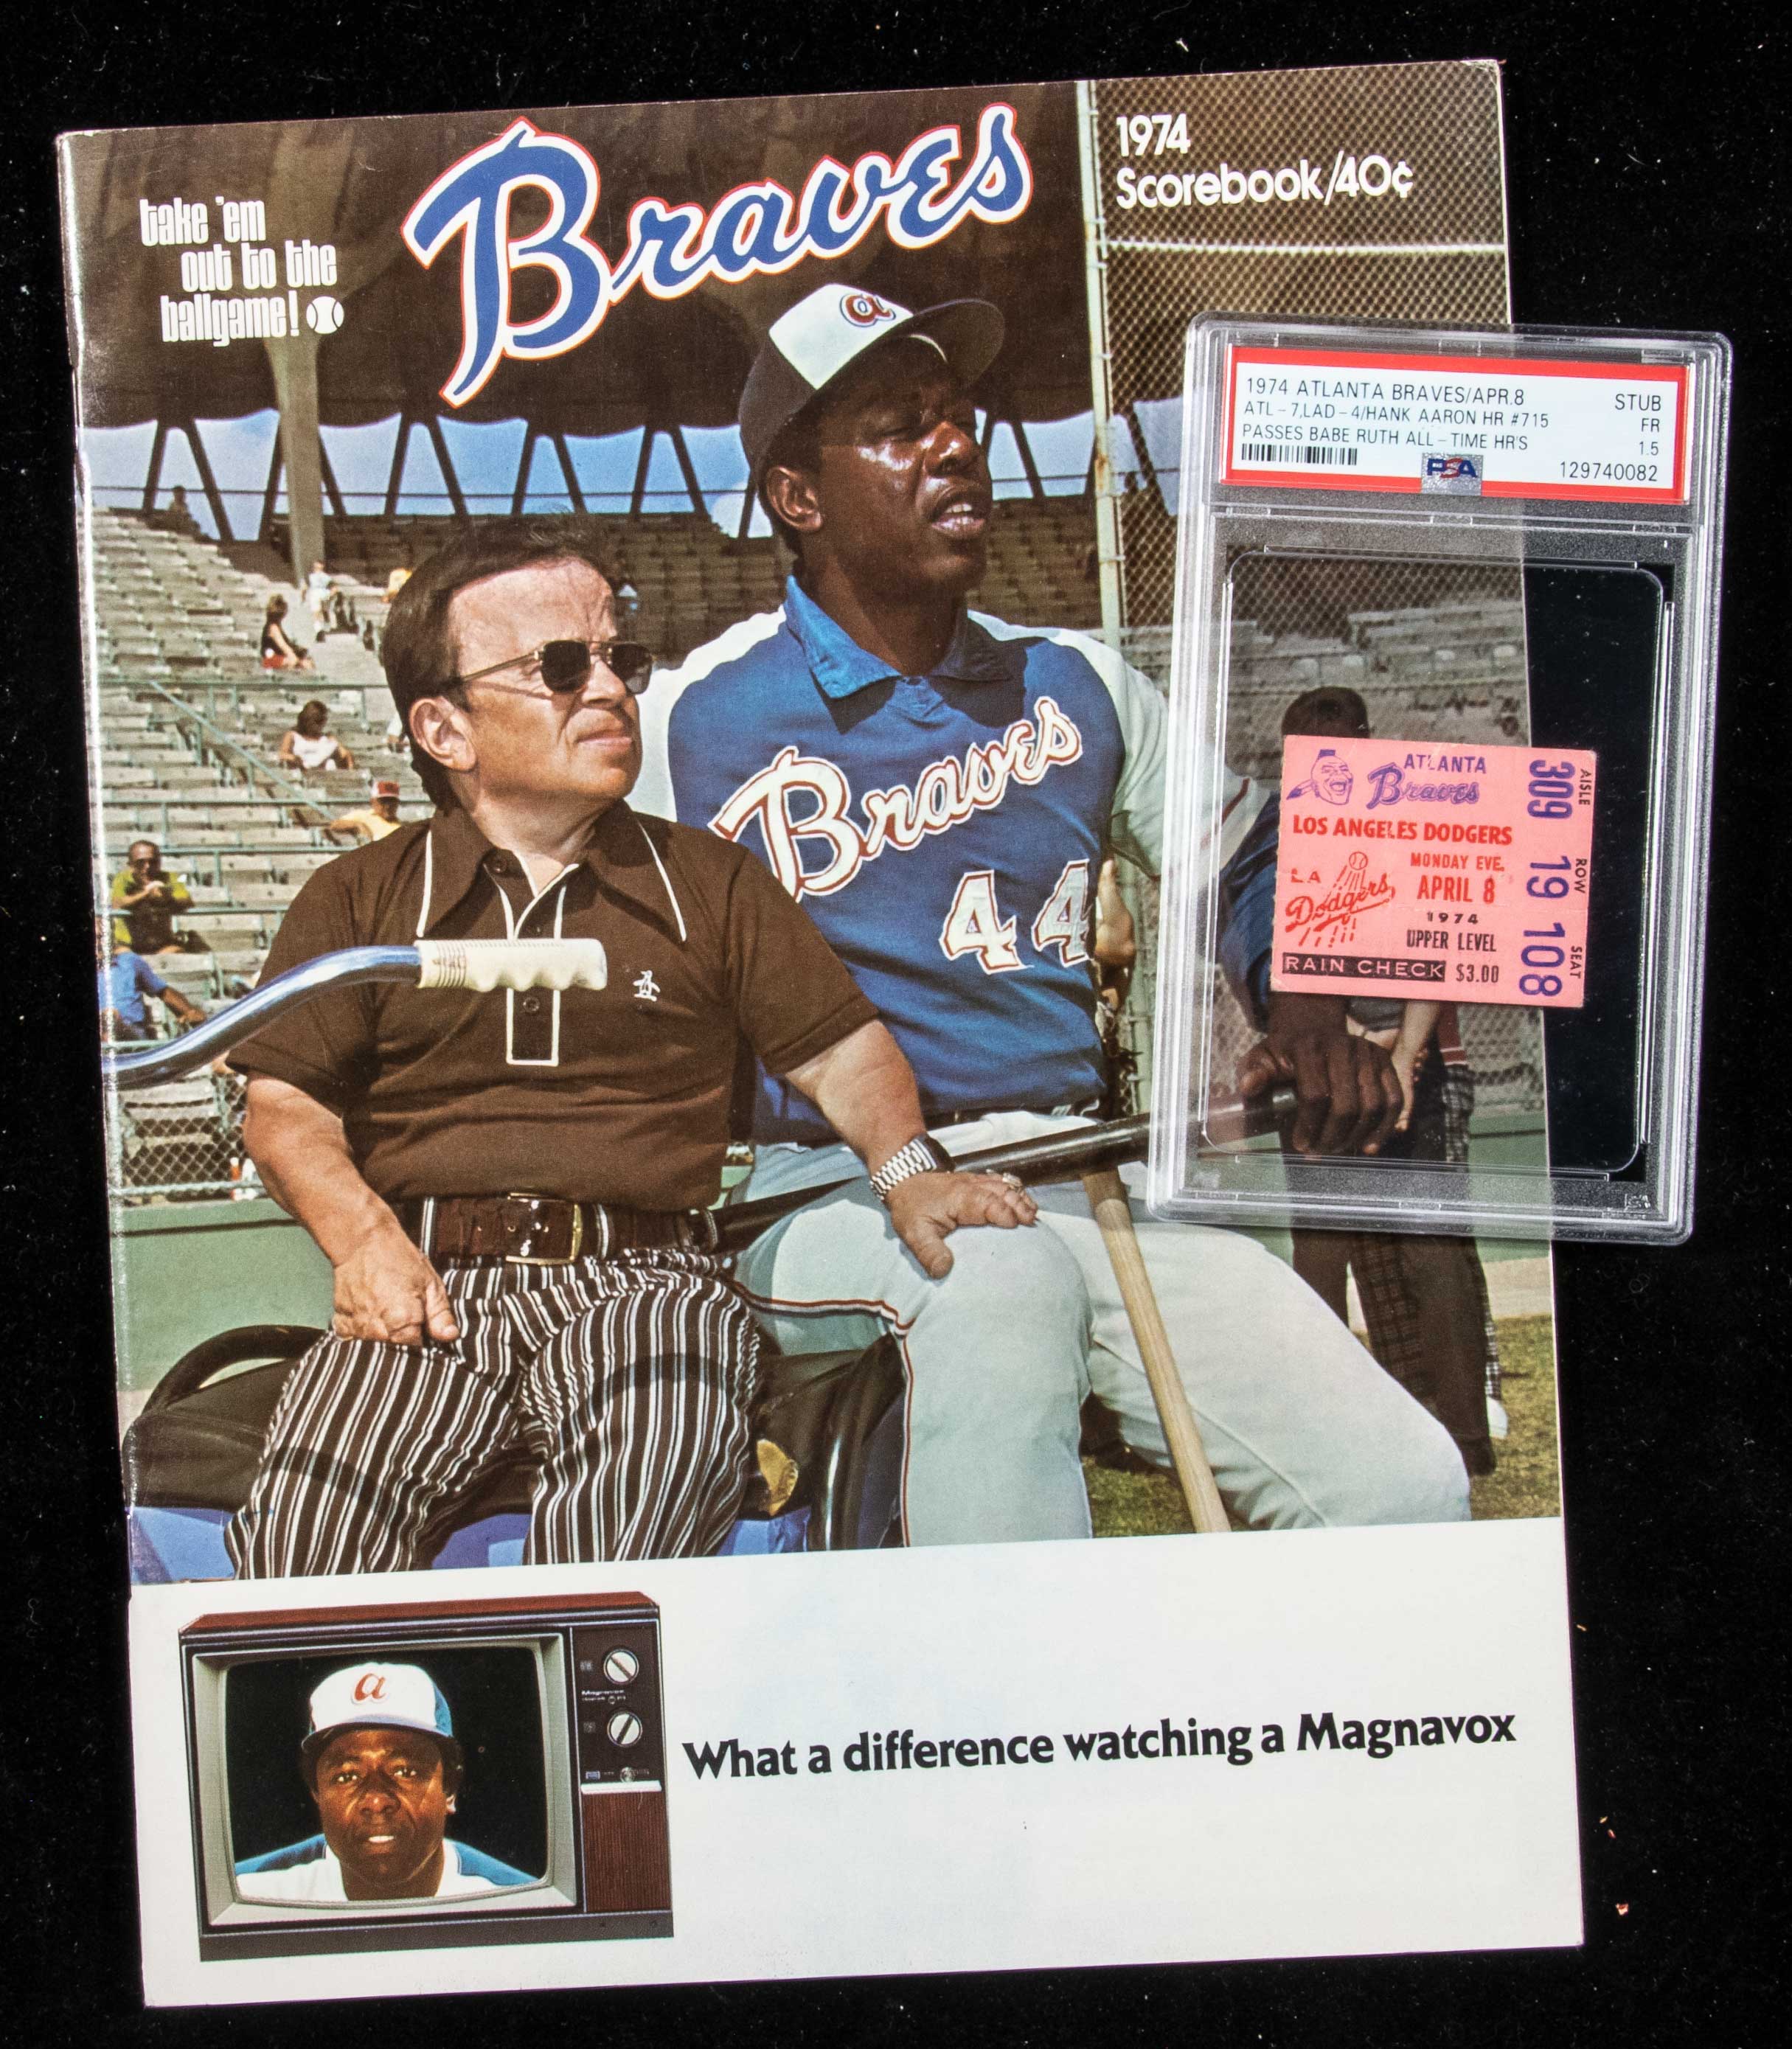 take 'em
out to the
ballgame!
Braves
1974
Scorebook/40¢
a
Braves
44
1974 ATLANTA BRAVES/APR.8
STUB
ATL-7,LAD-4/HANK AARON HR #715
FR
PASSES BABE RUTH ALL-TIME HR'S
1.5
PSA
129740082
ATLANTA
Braves
LOS ANGELES DODGERS
MONDAY EVE.
LA
APRIL 8
Dodgers
1974
UPPER LEVEL
RAIN CHECK
$3.00
AISLE
309
ROW
19
SEAT
108
a
Magnavox
What a difference watching a Magnavox